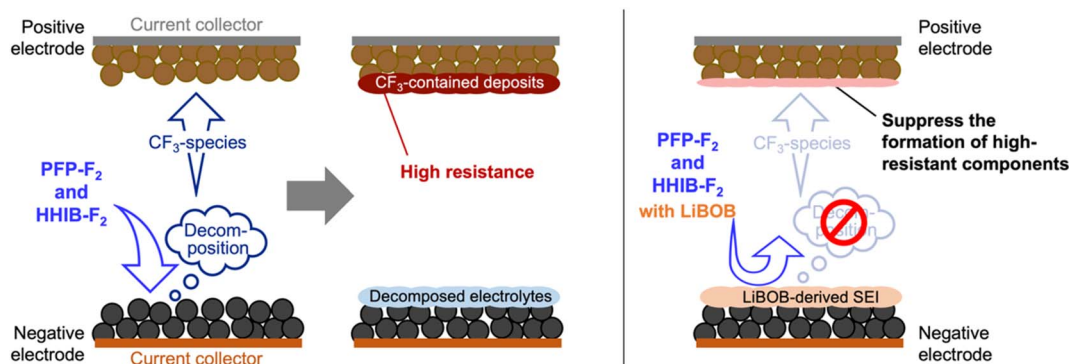 Positive
electrode
Current collector
CF₃-species
PFP-F₂
and
HHIB-F₂
Decom-
position
Negative
electrode
Current collector
CF₃-contained deposits
High resistance
Decomposed electrolytes
Positive
electrode
CF₃-species
Suppress the
formation of high-
resistant components
PFP-F₂
and
HHIB-F₂
with LiBOB
Decom-
position
LiBOB-derived SEI
Negative
electrode